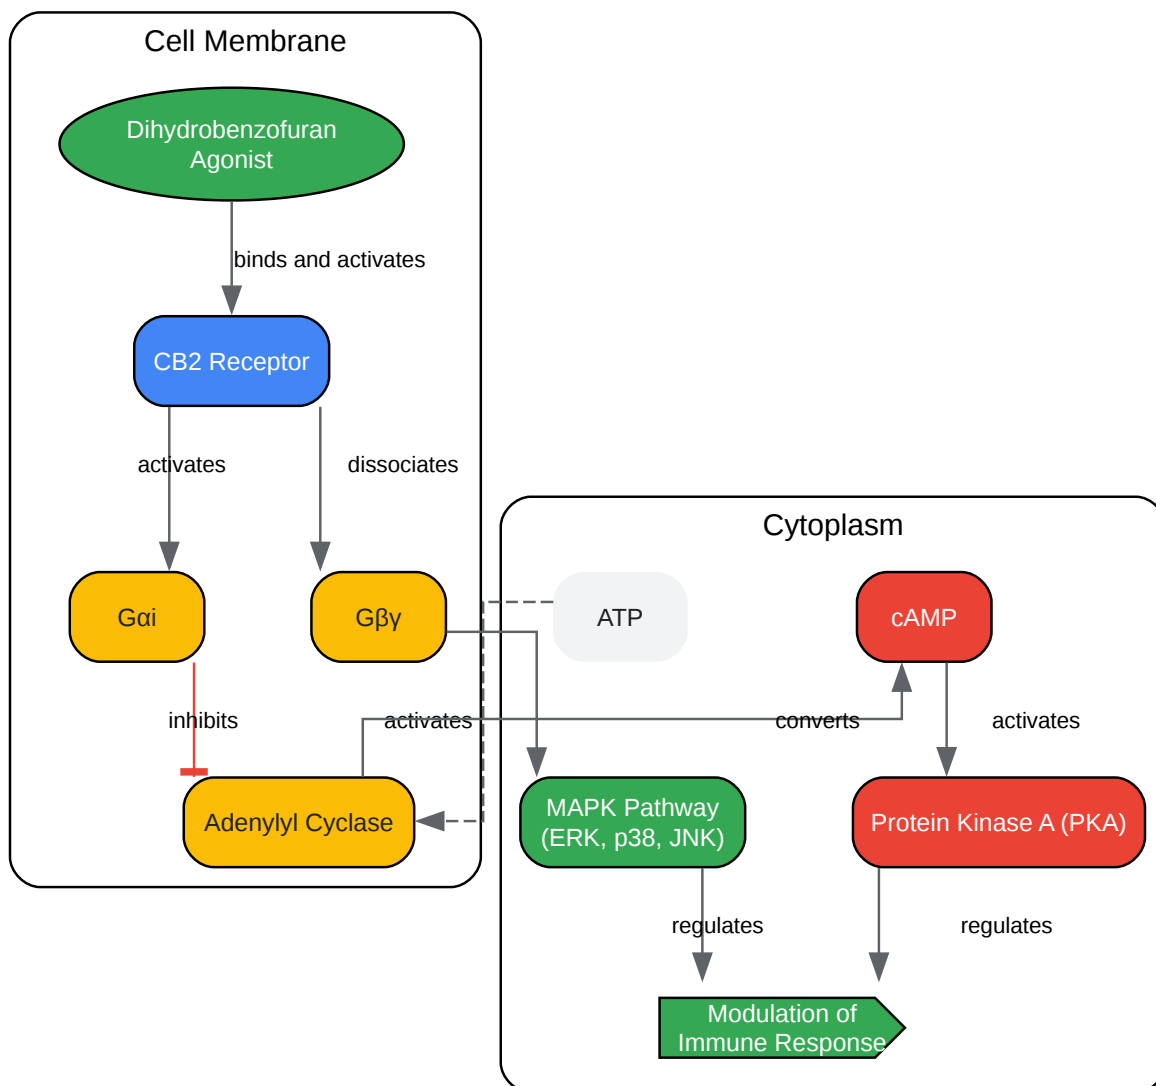 Cell Membrane
Dihydrobenzofuran
Agonist
binds and activates
CB2 Receptor
activates
dissociates
Cytoplasm
Gαi
Gβγ
ATP
cAMP
inhibits
activates
converts
activates
Adenylyl Cyclase
MAPK Pathway
(ERK, p38, JNK)
Protein Kinase A (PKA)
regulates
regulates
Modulation of
Immune Response